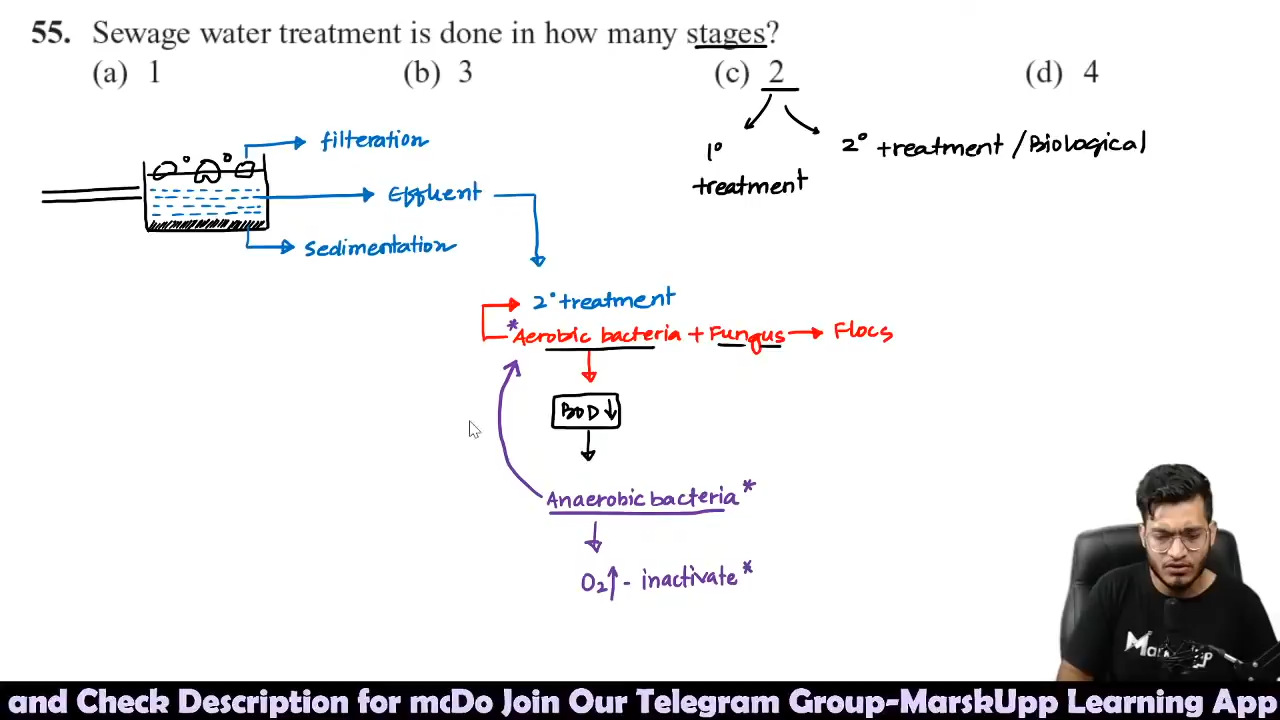 55. Sewage water treatment is done in how many stages?
(a) 1 (b) 3 (c) 2 (d) 4
filteration
1° treatment
2° treatment / Biological
Effluent
Sedimentation
2° treatment
*Aerobic bacteria + Fungus → Flocs
BOD↓
Anaerobic bacteria*
O2↑ - inactivate*
and Check Description for mcDo Join Our Telegram Group-MarskUpp Learning App